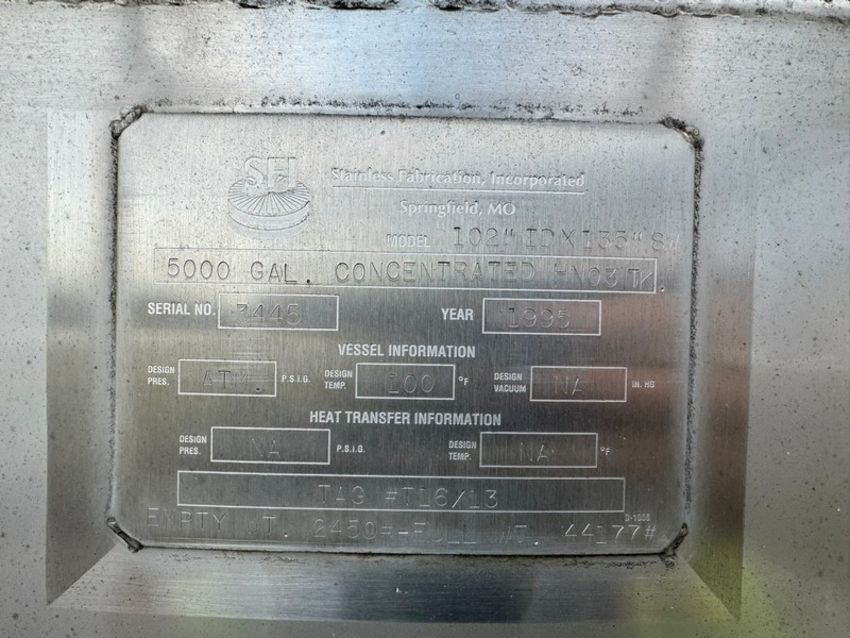 SFI
Stainless Fabrication, Incorporated
Springfield, MO
MODEL 102" ID X 135"
5000 GAL. CONCENTRATED HNO3
SERIAL NO. 3445 YEAR 1995
VESSEL INFORMATION
DESIGN PRES. ATM. P.S.I.G. DESIGN TEMP. 100 °F DESIGN VACUUM NA IN. HG
HEAT TRANSFER INFORMATION
DESIGN PRES. NA P.S.I.G. DESIGN TEMP. NA °F
TAG #T16/13
D-1006
EMPTY WT. FULL WT. 44177#